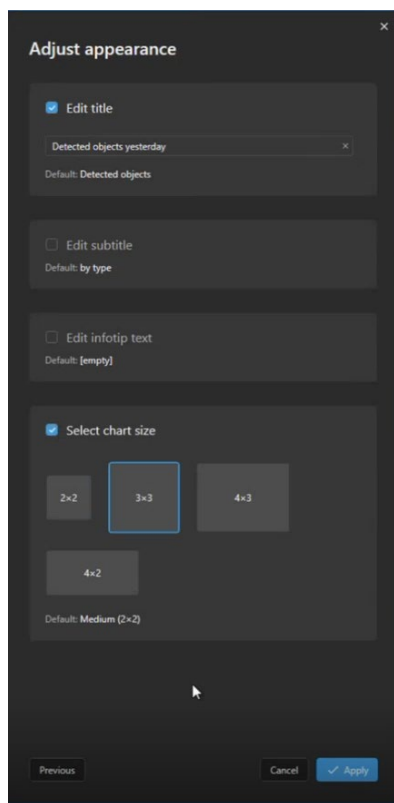 Adjust appearance
Edit title
Detected objects yesterday
Default: Detected objects
Edit subtitle
Default: by type
Edit infotip text
Default: [empty]
Select chart size
2×2 3×3 4×3
4×2
Default: Medium (2×2)
Previous Cancel Apply